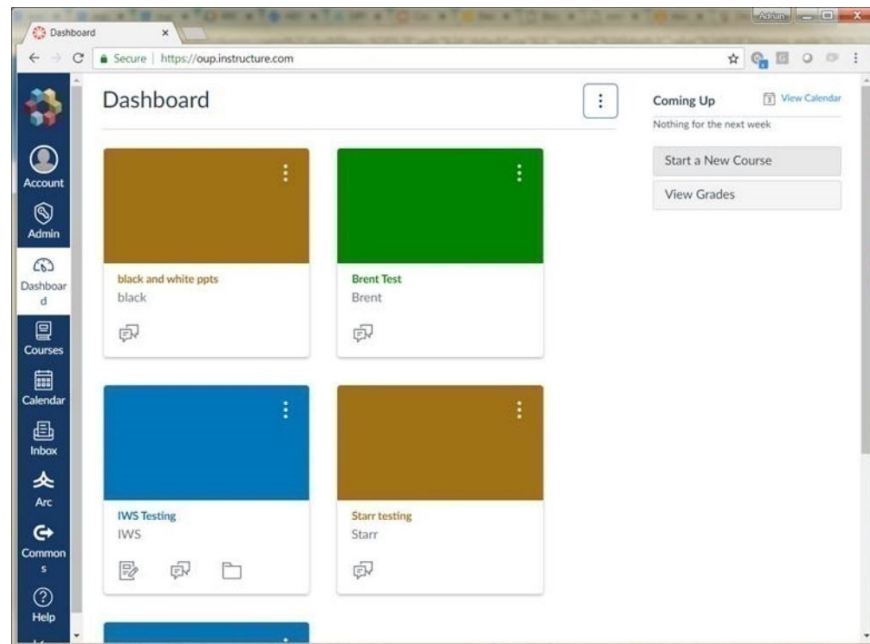 Adrian
Dashboard
Secure | https://oup.instructure.com
Dashboard
Account
Admin
Dashboar
d
Courses
Calendar
Inbox
Arc
Common
s
Help
black and white ppts
black
Brent Test
Brent
IWS Testing
IWS
Starr testing
Starr
Coming Up
View Calendar
Nothing for the next week
Start a New Course
View Grades